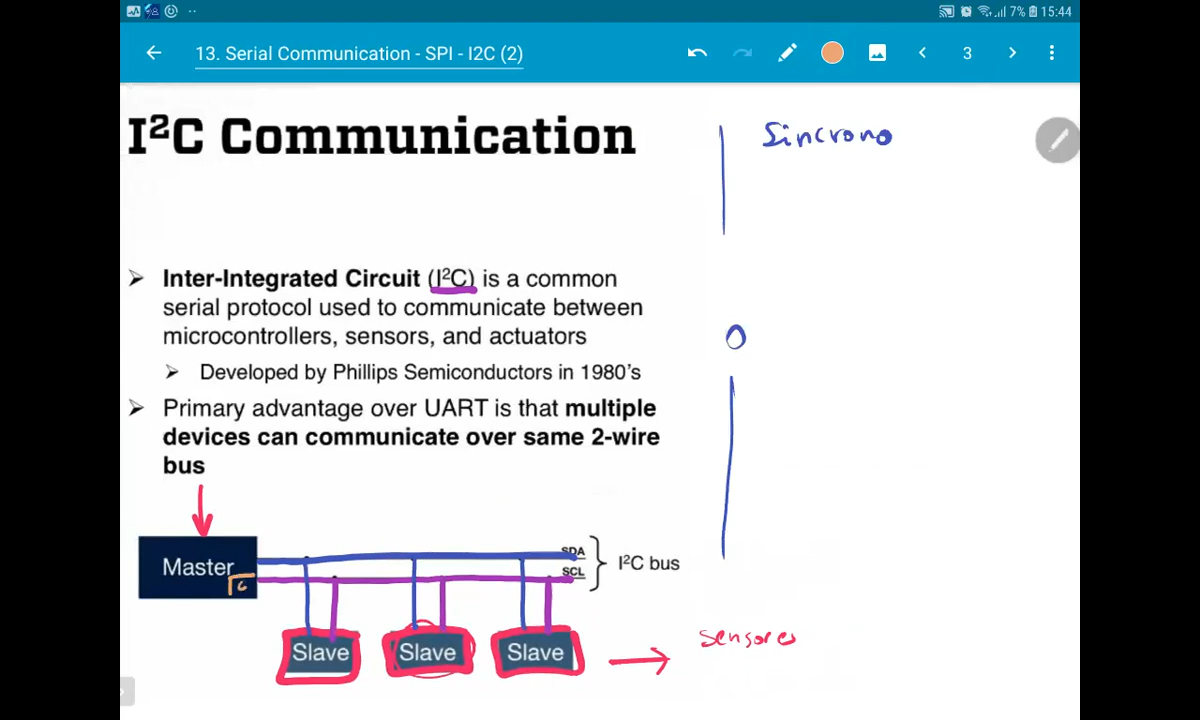 7% 15:44
13. Serial Communication - SPI - I2C (2)
3
I²C Communication
Sincrono
➢ Inter-Integrated Circuit (I²C) is a common
serial protocol used to communicate between
microcontrollers, sensors, and actuators
➢ Developed by Phillips Semiconductors in 1980's
➢ Primary advantage over UART is that multiple
devices can communicate over same 2-wire
bus
Master
SDA
SCL
I²C bus
Slave
Slave
Slave
Sensores